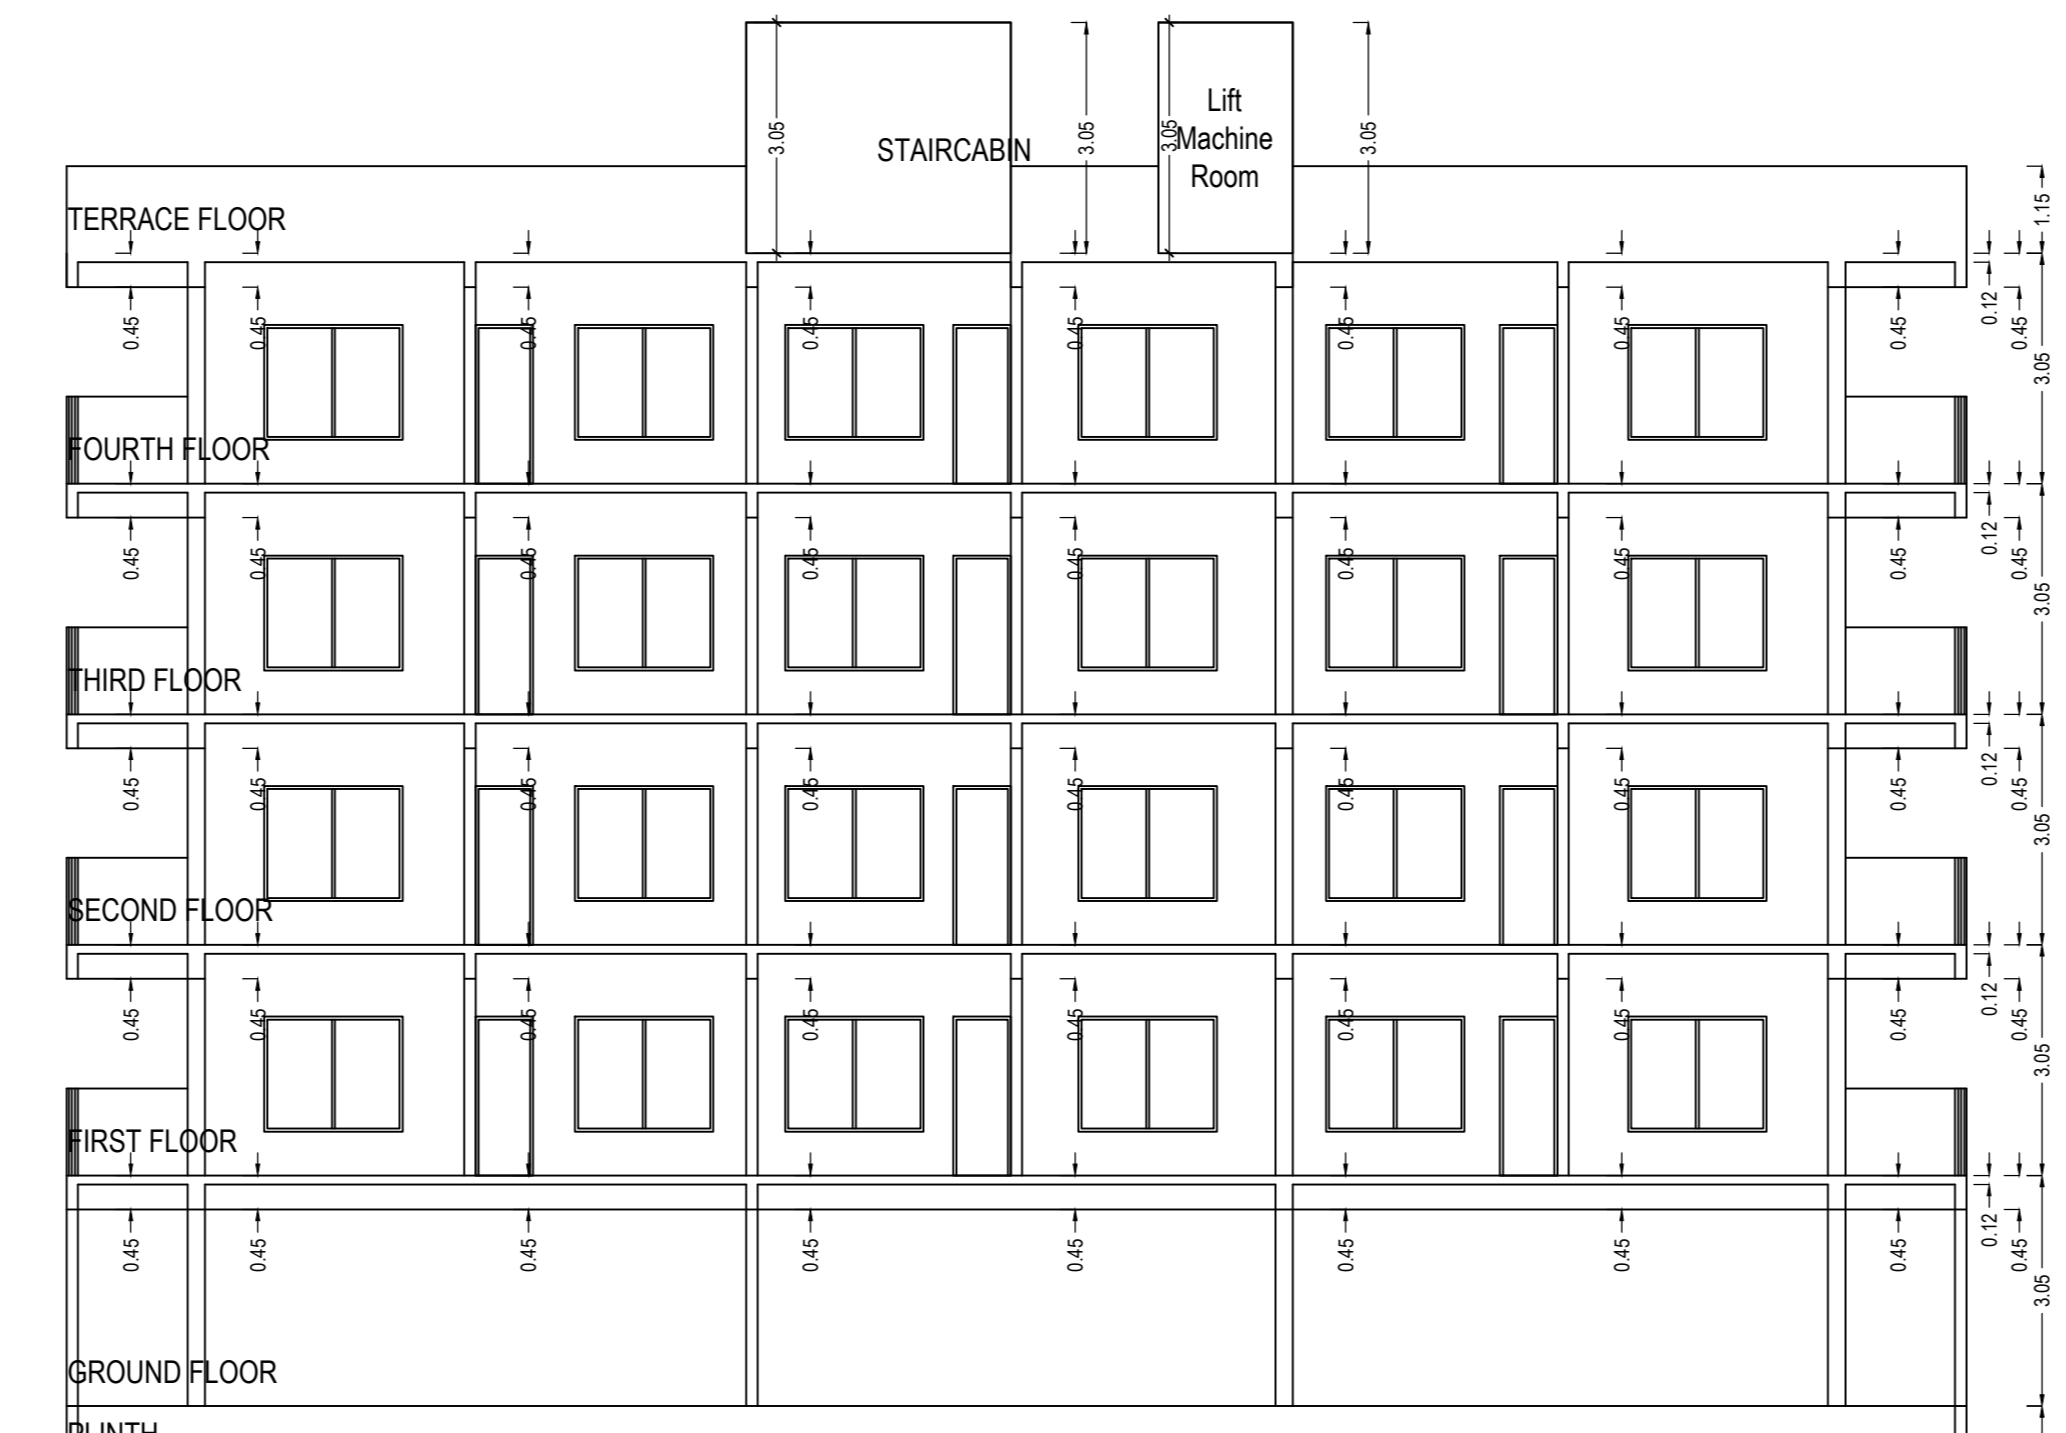 Lift
Machine
Room
3.05 3.05 3.05 3.05
STAIRCABIN
1.15
TERRACE FLOOR
0.45 0.45 0.45 0.45 0.45 0.45 0.45 0.45 0.12 0.45 3.05
FOURTH FLOOR
0.45 0.45 0.45 0.45 0.45 0.45 0.45 0.45 0.12 0.45 3.05
THIRD FLOOR
0.45 0.45 0.45 0.45 0.45 0.45 0.45 0.45 0.12 0.45 3.05
SECOND FLOOR
0.45 0.45 0.45 0.45 0.45 0.45 0.45 0.45 0.12 0.45 3.05
FIRST FLOOR
0.45 0.45 0.45 0.45 0.45 0.45 0.45 0.45 0.12 0.45 3.05
GROUND FLOOR
PLINTH